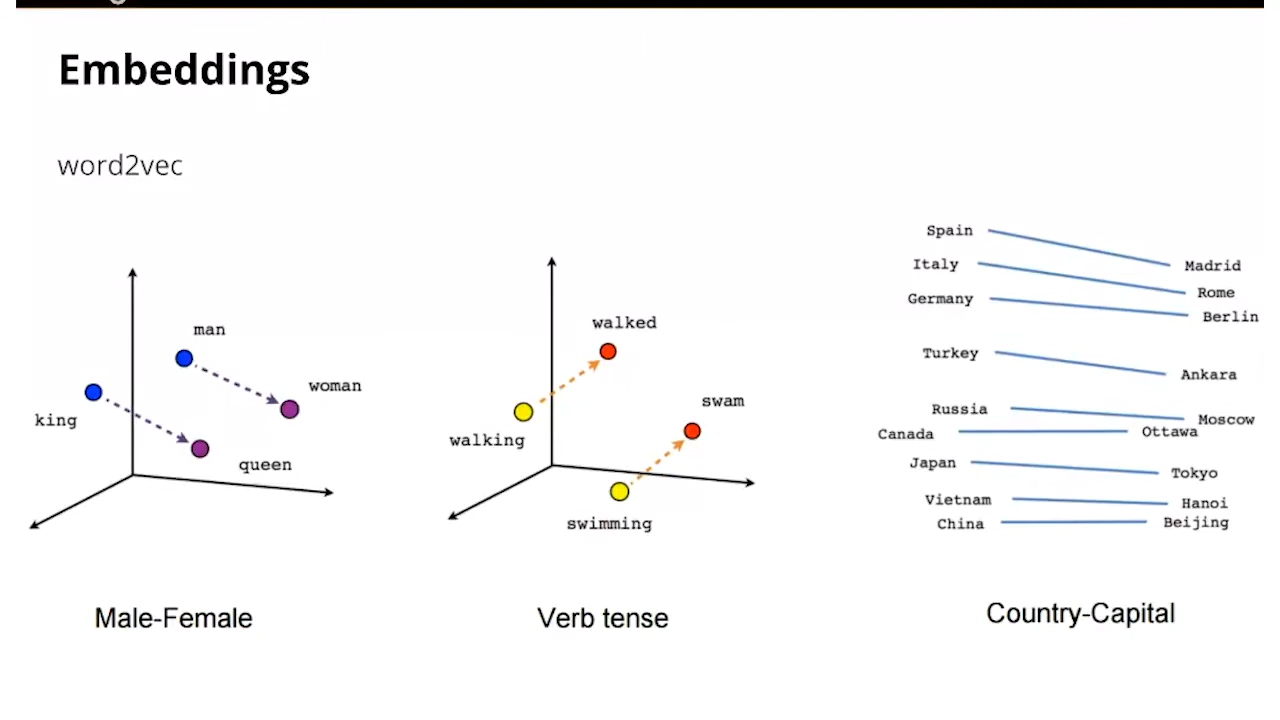 Embeddings
word2vec
man
woman
king
queen
Male-Female
walked
swam
walking
swimming
Verb tense
Spain Madrid
Italy Rome
Germany Berlin
Turkey Ankara
Russia Moscow
Canada Ottawa
Japan Tokyo
Vietnam Hanoi
China Beijing
Country-Capital